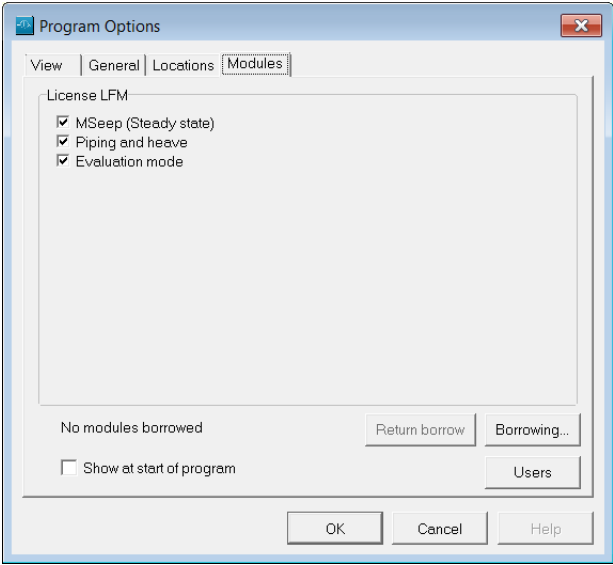 Program Options
View General Locations Modules
License LFM
MSeep (Steady state)
Piping and heave
Evaluation mode
No modules borrowed Return borrow Borrowing...
Show at start of program Users
OK Cancel Help